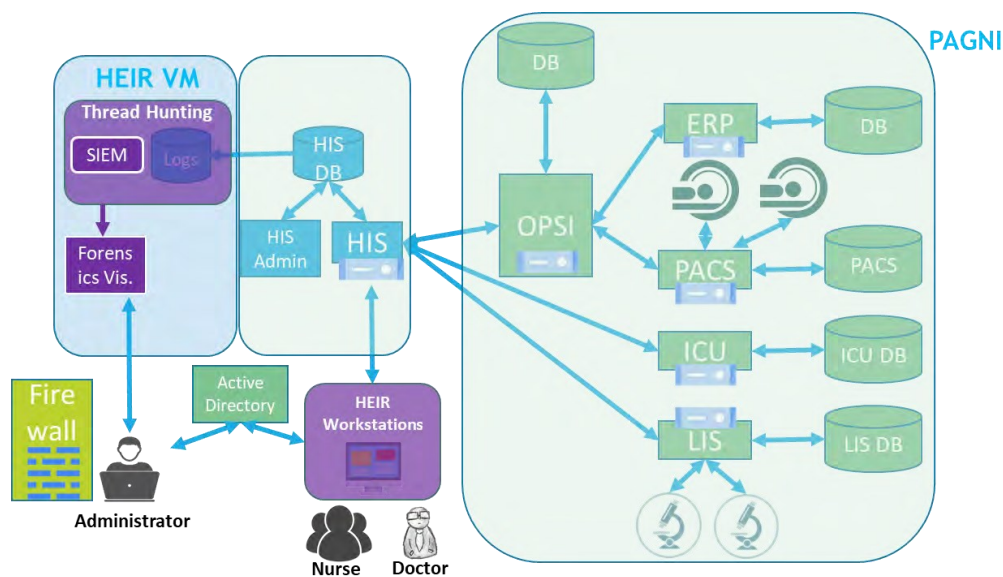 HEIR VM
Thread Hunting
SIEM
Logs
Forens
ics Vis.
HIS
DB
HIS
Admin
HIS
PAGNI
DB
OPSI
ERP
DB
PACS
PACS
ICU
ICU DB
LIS
LIS DB
Fire
wall
Administrator
Active
Directory
HEIR
Workstations
Nurse
Doctor